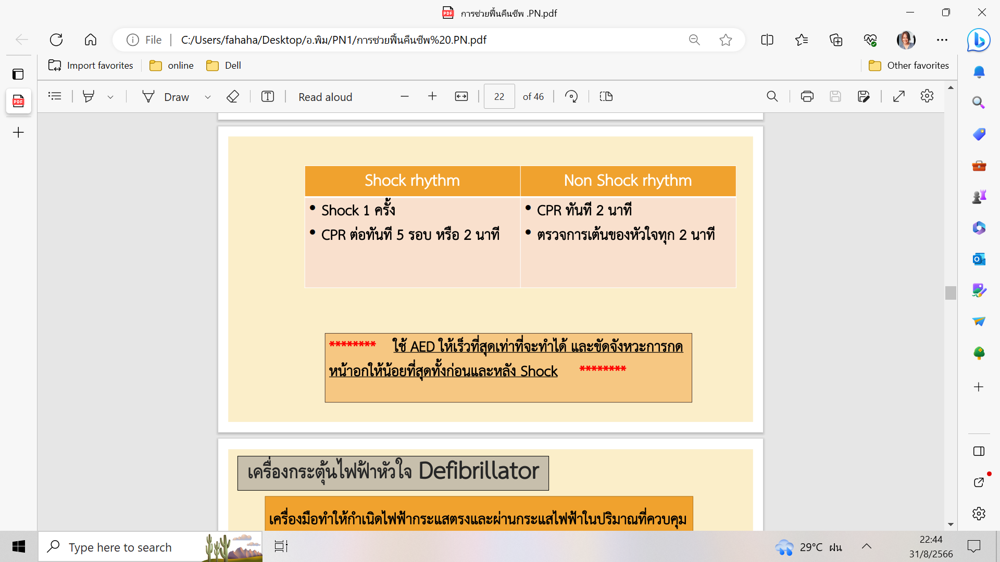 การช่วยฟื้นคืนชีพ .PN.pdf
File
C:/Users/fahaha/Desktop/อ.พิม/PN1/การช่วยฟื้นคืนชีพ%20.PN.pdf
Import favorites
online
Dell
Other favorites
Draw
Read aloud
22
of 46
Shock rhythm
Non Shock rhythm
• Shock 1 ครั้ง
• CPR ต่อทันที 5 รอบ หรือ 2 นาที
• CPR ทันที 2 นาที
• ตรวจการเต้นของหัวใจทุก 2 นาที
******** ใช้ AED ให้เร็วที่สุดเท่าที่จะทำได้ และขัดจังหวะการกด
หน้าอกให้น้อยที่สุดทั้งก่อนและหลัง Shock ********
เครื่องกระตุ้นไฟฟ้าหัวใจ Defibrillator
เครื่องมือทำให้กำเนิดไฟฟ้ากระแสตรงและผ่านกระแสไฟฟ้าในปริมาณที่ควบคุม
Type here to search
29°C ฝน
22:44
31/8/2566